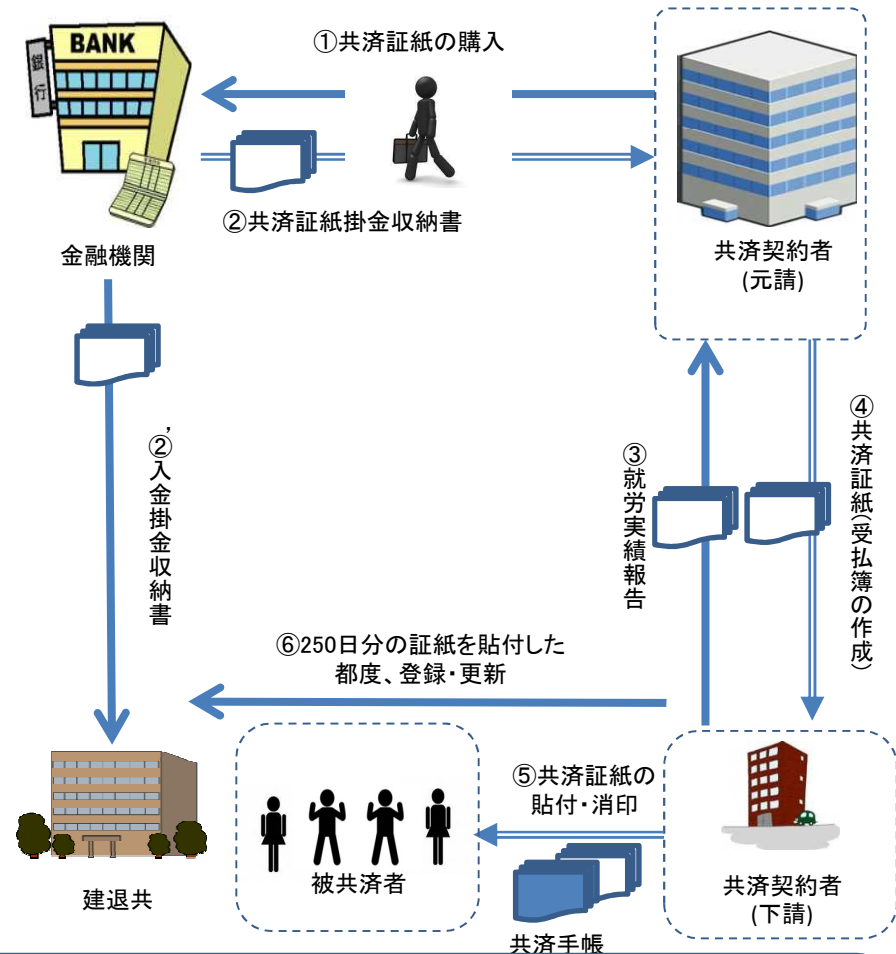 BANK
銀行
①共済証紙の購入
②共済証紙掛金収納書
金融機関
共済契約者
(元請)
②'入金掛金収納書
③就労実績報告
④共済証紙(受払簿の作成)
⑥250日分の証紙を貼付した
都度、登録・更新
⑤共済証紙の
貼付・消印
建退共
被共済者
共済手帳
共済契約者
(下請)